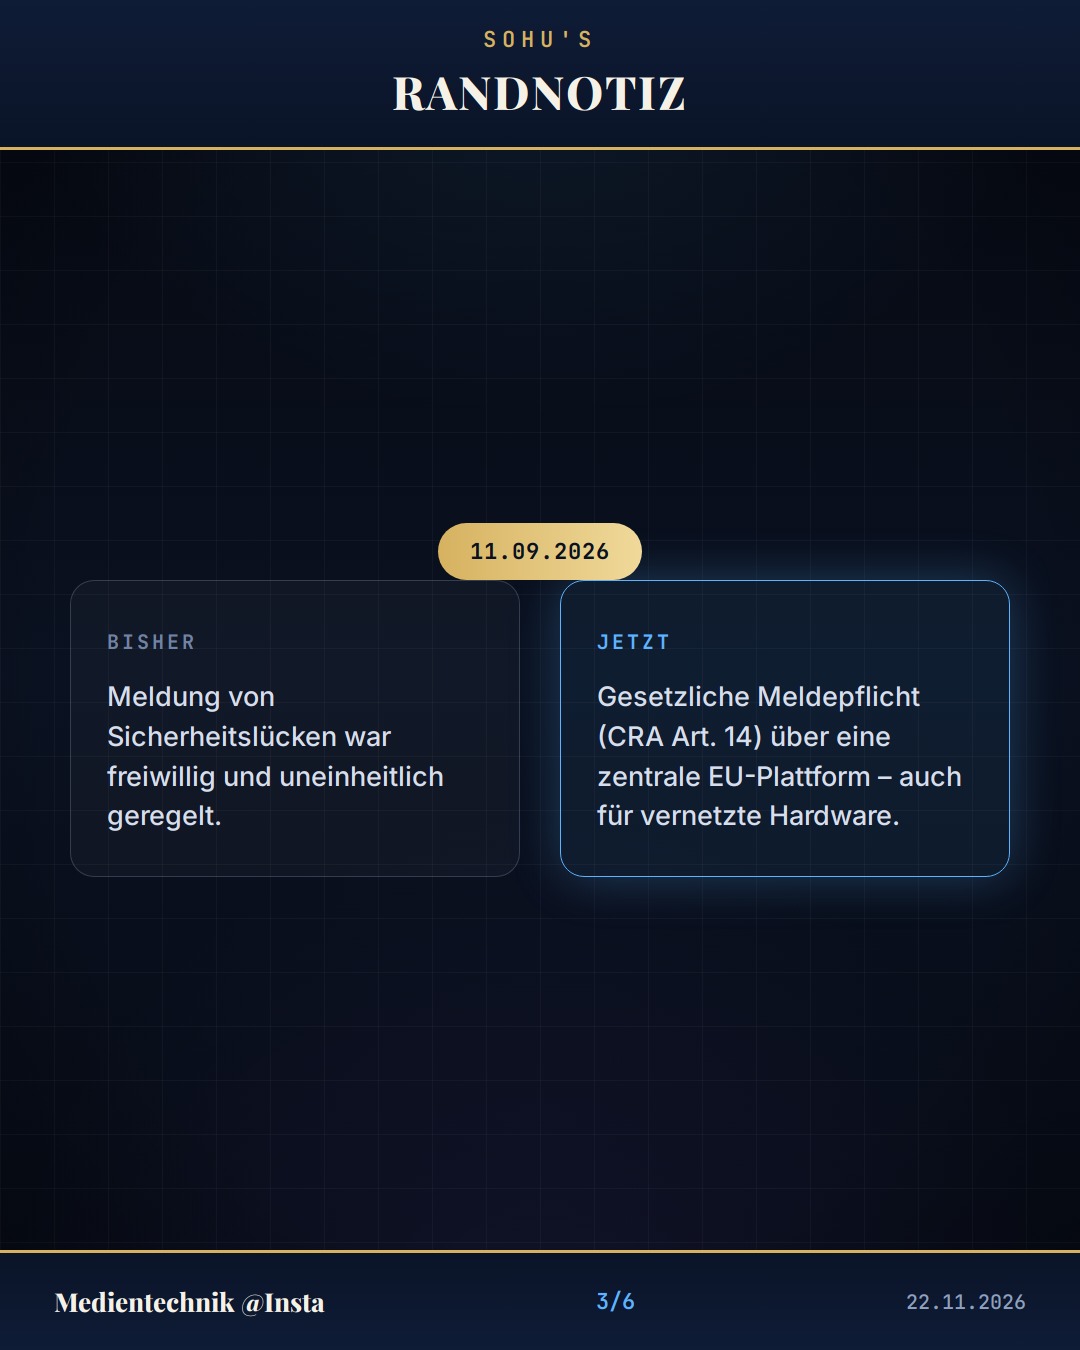 SOHU'S
RANDNOTIZ
11.09.2026
BISHER
Meldung von
Sicherheitslücken war
freiwillig und uneinheitlich
geregelt.
JETZT
Gesetzliche Meldepflicht
(CRA Art. 14) über eine
zentrale EU-Plattform – auch
für vernetzte Hardware.
Medientechnik @Insta
3/6
22.11.2026